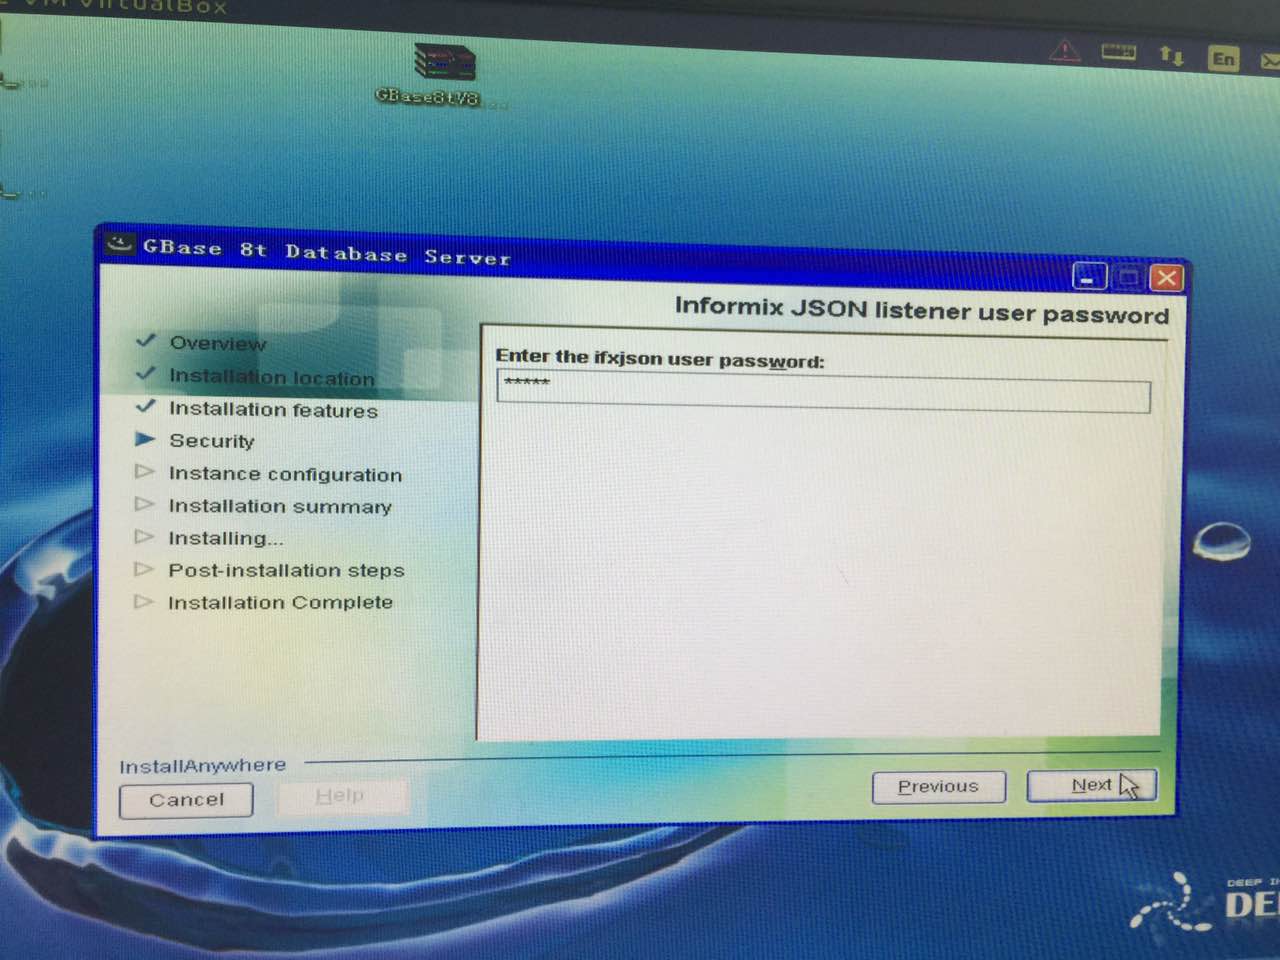 VM VirtualBox
En
GBase8tV8...
GBase 8t Database Server
Informix JSON listener user password
Overview
Installation location
Installation features
Security
Instance configuration
Installation summary
Installing...
Post-installation steps
Installation Complete
Enter the ifxjson user password:
*****
InstallAnywhere
Cancel
Help
Previous
Next
DEEP